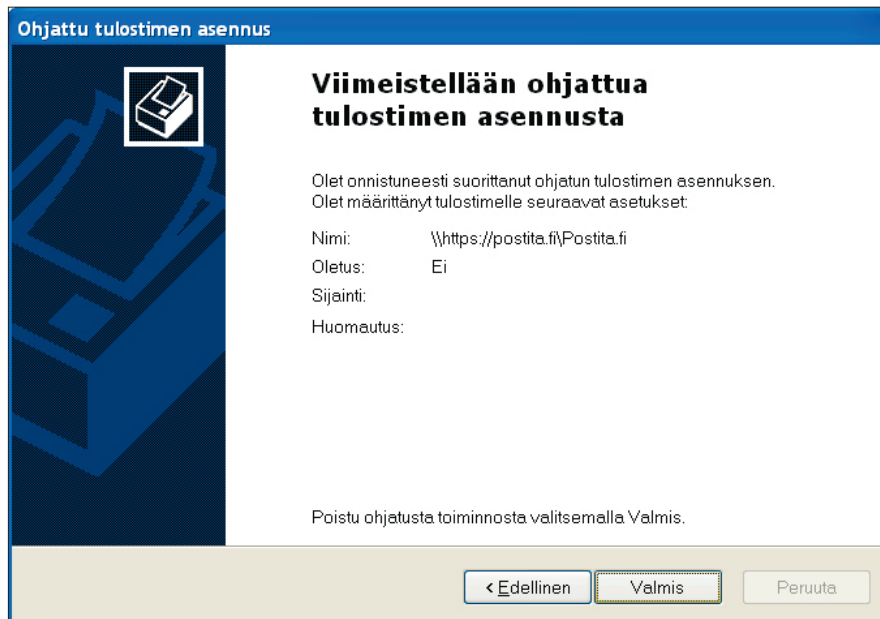 Ohjattu tulostimen asennus
Viimeistellään ohjattua
tulostimen asennusta
Olet onnistuneesti suorittanut ohjatun tulostimen asennuksen.
Olet määrittänyt tulostimelle seuraavat asetukset:
Nimi: \\https://postita.fi\Postita.fi
Oletus: Ei
Sijainti:
Huomautus:
Poistu ohjatusta toiminnosta valitsemalla Valmis.
< Edellinen Valmis Peruuta